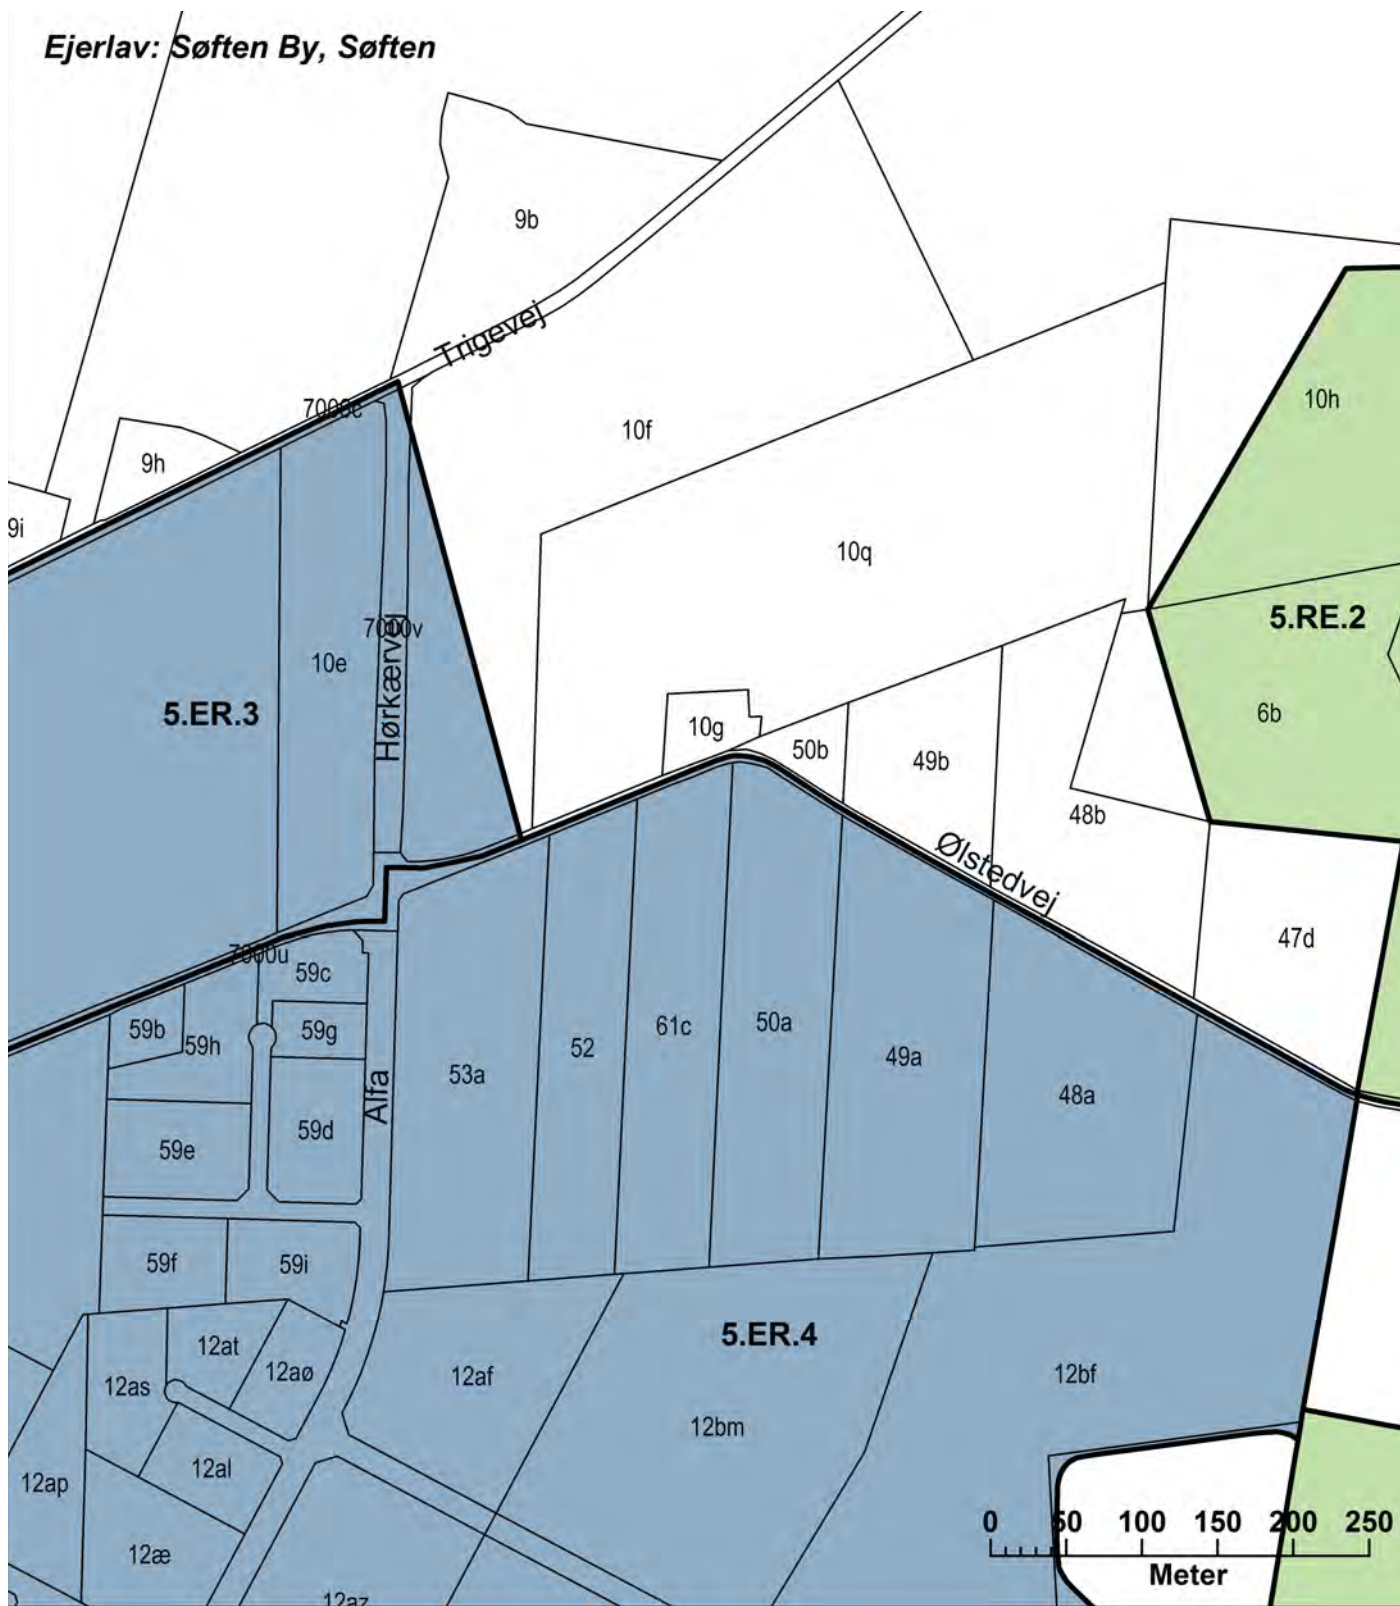 Ejerlav: Søften By, Søften
9b
Trigevej
7000c
10h
10f
9h
9i
10q
5.RE.2
7000v
10e
Hørkærvej
5.ER.3
6b
10g
50b
49b
48b
Ølstedvej
47d
7000u
59c
59b
59g
59h
61c
50a
52
49a
53a
Alfa
48a
59d
59e
59f
59i
5.ER.4
12at
12aø
12af
12bf
12as
12bm
12al
12ap
0 50 100 150 200 250
12æ
Meter
12az